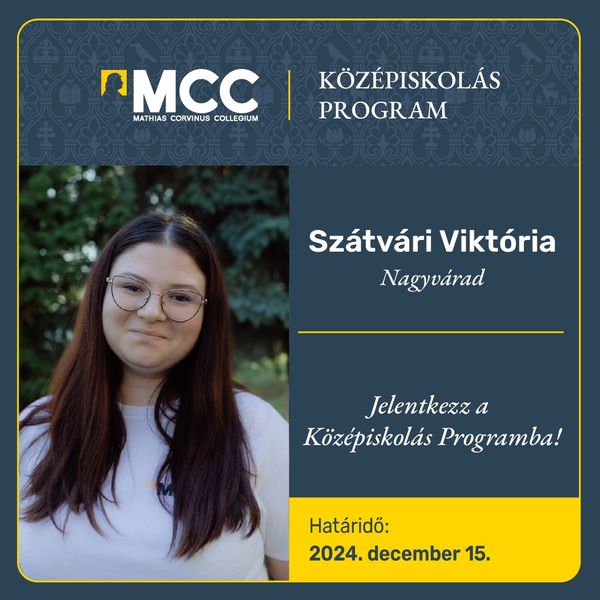 MCC
MATHIAS CORVINUS COLLEGIUM
KÖZÉPISKOLÁS
PROGRAM
Szátvári Viktória
Nagyvárad
Jelentkezz a
Középiskolás Programba!
Határidő:
2024. december 15.